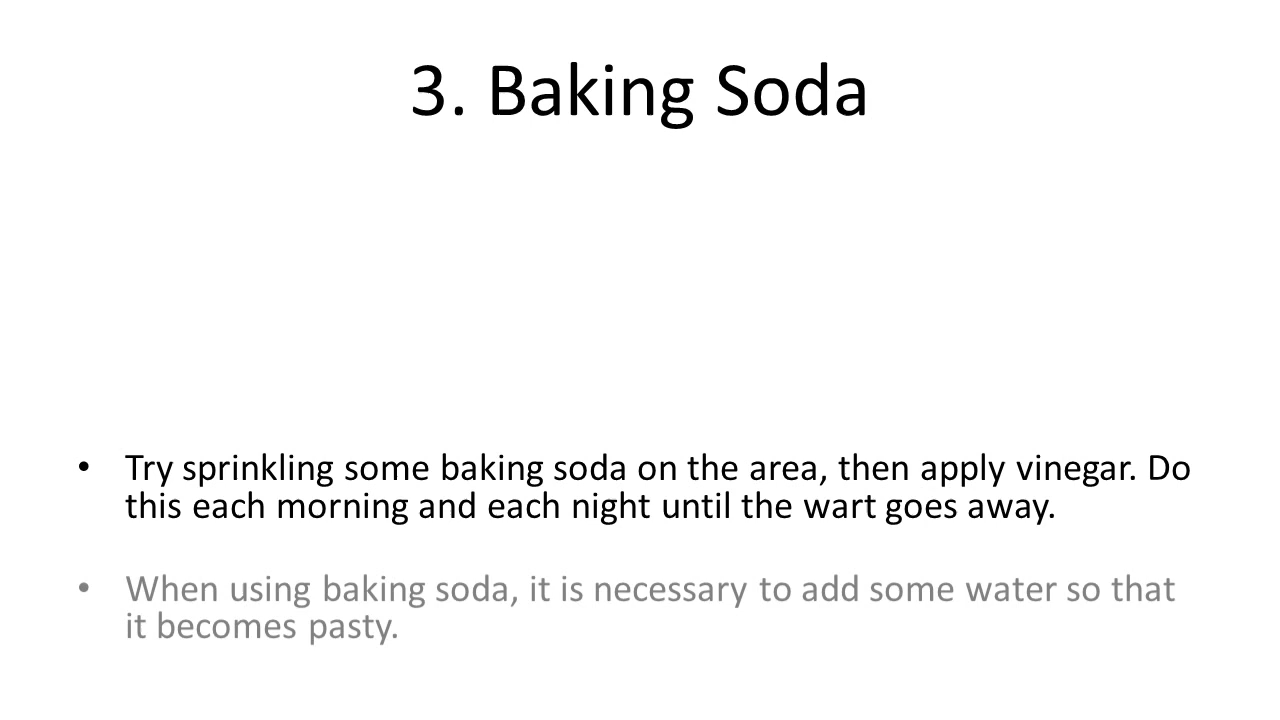 3. Baking Soda
• Try sprinkling some baking soda on the area, then apply vinegar. Do
this each morning and each night until the wart goes away.
• When using baking soda, it is necessary to add some water so that
it becomes pasty.